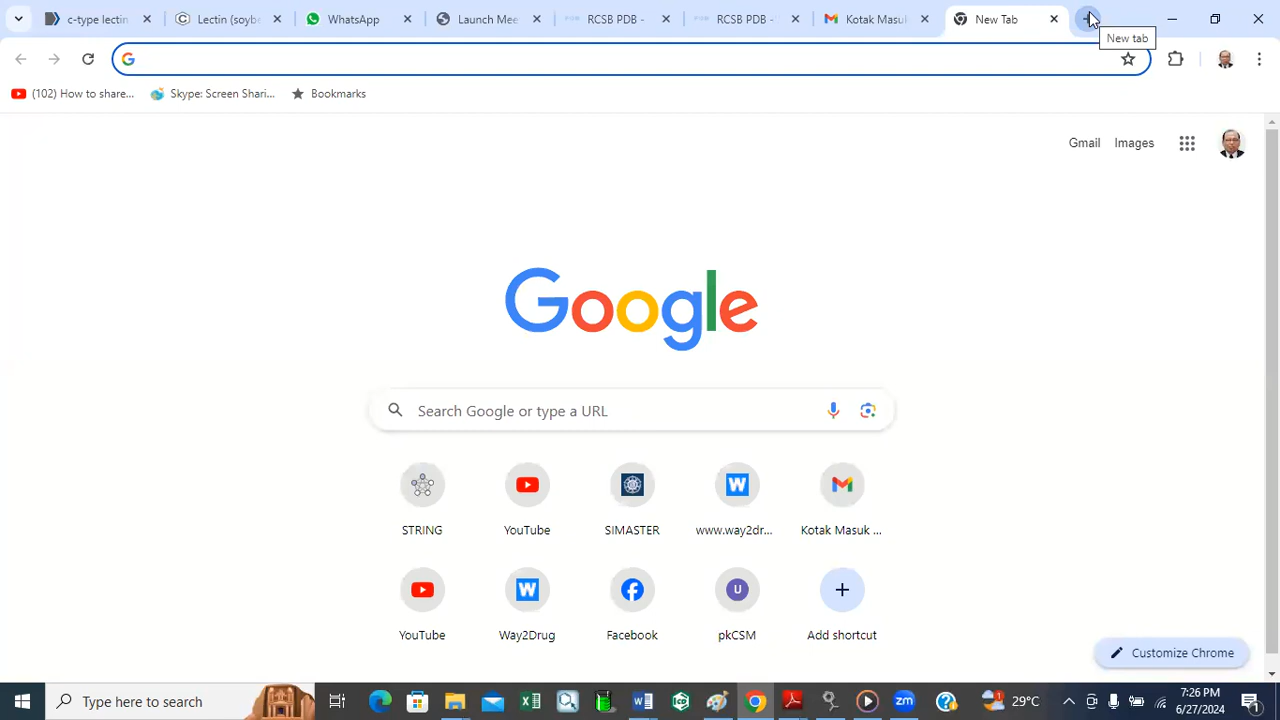 c-type lectin
Lectin (soybe
WhatsApp
Launch Mee
RCSB PDB -
RCSB PDB -
Kotak Masuk
New Tab
New tab
(102) How to share...
Skype: Screen Shari...
Bookmarks
Gmail
Images
Google
Search Google or type a URL
STRING
YouTube
SIMASTER
www.way2dr...
Kotak Masuk ...
YouTube
Way2Drug
Facebook
U
pkCSM
Add shortcut
Customize Chrome
Type here to search
29°C
7:26 PM
6/27/2024